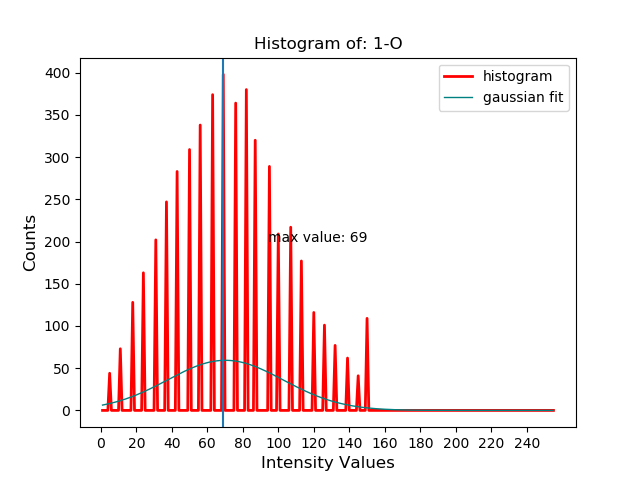 Histogram of: 1-O
400
350
300
250
200
150
100
50
0
Counts
histogram
gaussian fit
max value: 69
0 20 40 60 80 100 120 140 160 180 200 220 240
Intensity Values